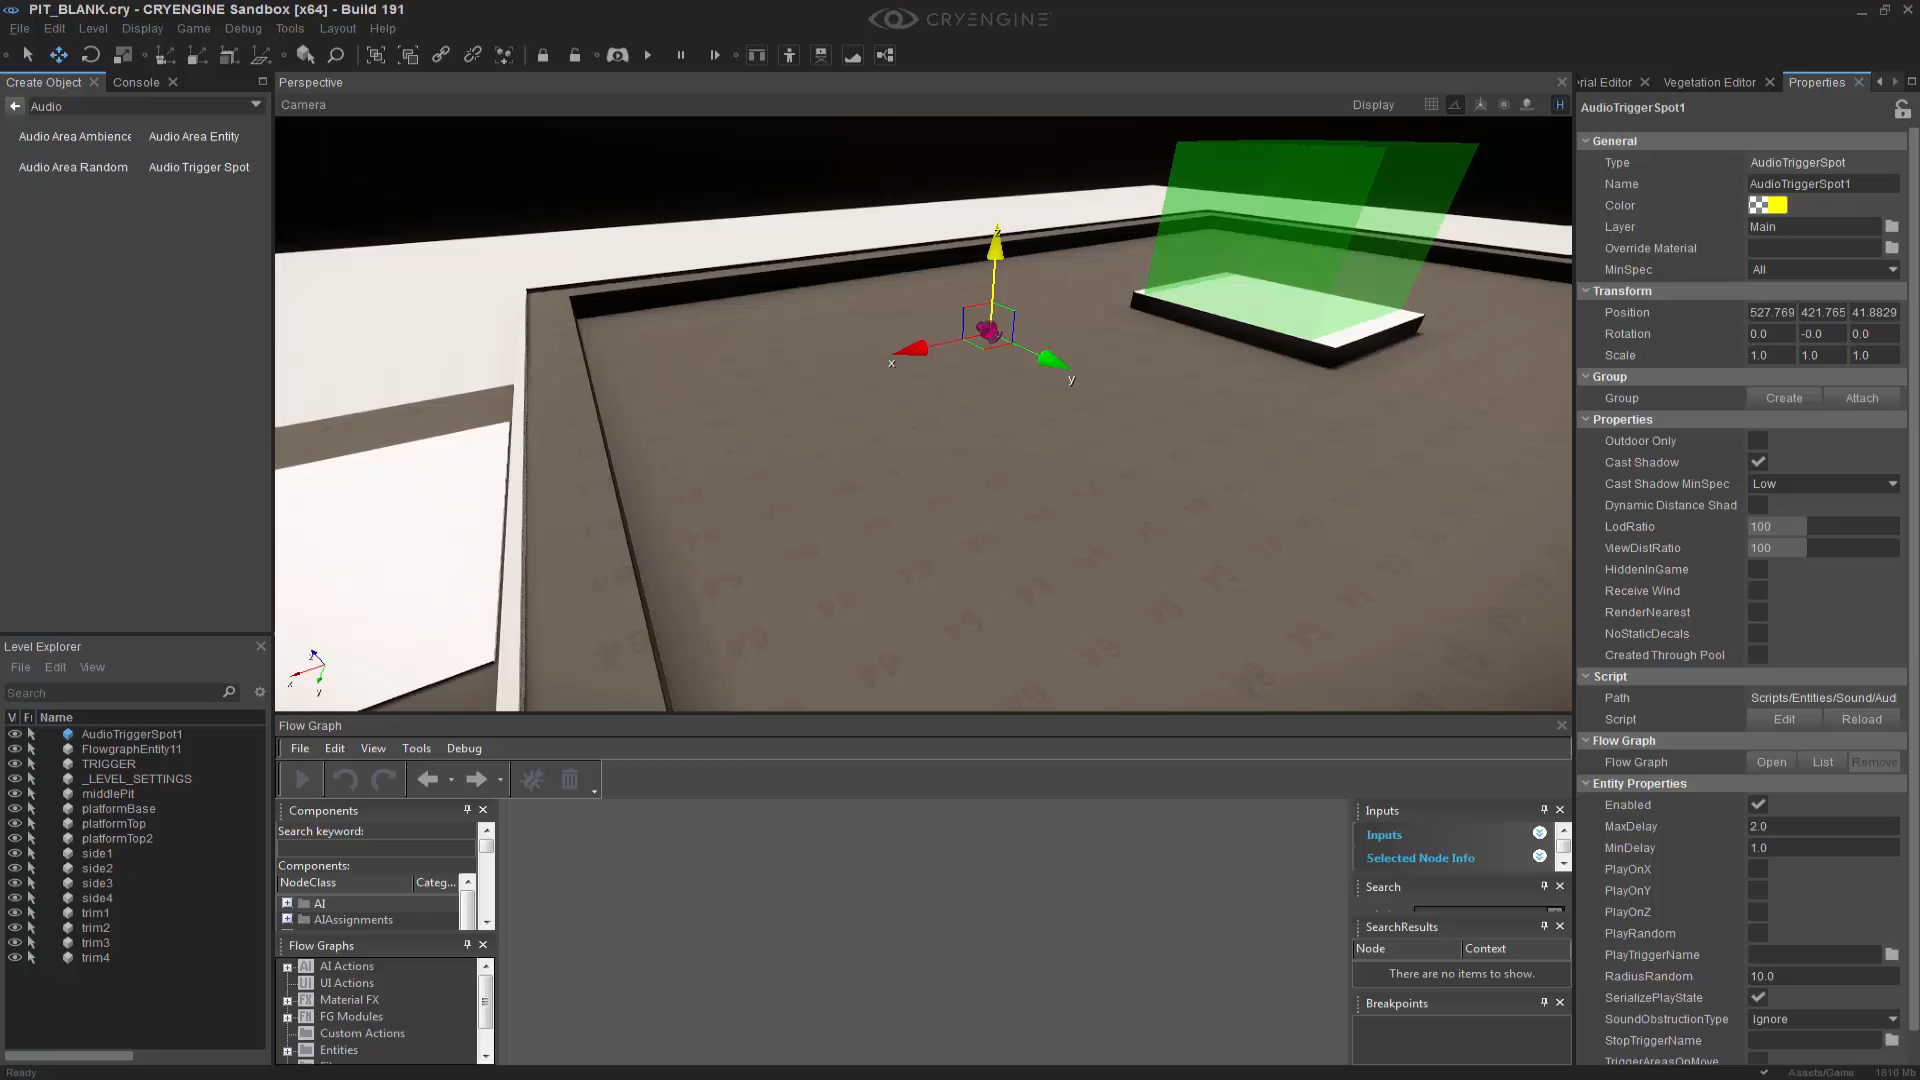 PIT_BLANK.cry - CRYENGINE Sandbox [x64] - Build 191
CRYENGINE
File Edit Level Display Game Debug Tools Layout Help
Create Object Console
Audio
Audio Area Ambience Audio Area Entity
Audio Area Random Audio Trigger Spot
Perspective
Camera Display H
z
x
y
z
x
y
rial Editor Vegetation Editor Properties
AudioTriggerSpot1
General
Type AudioTriggerSpot
Name AudioTriggerSpot1
Color
Layer Main
Override Material
MinSpec All
Transform
Position 527.769 421.765 41.8829
Rotation 0.0 -0.0 0.0
Scale 1.0 1.0 1.0
Group
Group Create Attach
Properties
Outdoor Only
Cast Shadow
Cast Shadow MinSpec Low
Dynamic Distance Shad
LodRatio 100
ViewDistRatio 100
HiddenInGame
Receive Wind
RenderNearest
NoStaticDecals
Created Through Pool
Script
Path Scripts/Entities/Sound/Aud
Script Edit Reload
Flow Graph
Flow Graph Open List Remove
Entity Properties
Enabled
MaxDelay 2.0
MinDelay 1.0
PlayOnX
PlayOnY
PlayOnZ
PlayRandom
PlayTriggerName
RadiusRandom 10.0
SerializePlayState
SoundObstructionType Ignore
StopTriggerName
TriggerAreasOnMove
Level Explorer
File Edit View
Search
V Fi Name
AudioTriggerSpot1
FlowgraphEntity11
TRIGGER
_LEVEL_SETTINGS
middlePit
platformBase
platformTop
platformTop2
side1
side2
side3
side4
trim1
trim2
trim3
trim4
Flow Graph
File Edit View Tools Debug
Components
Search keyword:
Components:
NodeClass Categ...
AI
AIAssignments
Flow Graphs
AI AI Actions
UI UI Actions
FX Material FX
FM FG Modules
Custom Actions
Entities
Inputs
Inputs
Selected Node Info
Search
SearchResults
Node Context
There are no items to show.
Breakpoints
Ready Assets/Game 1810 Mb